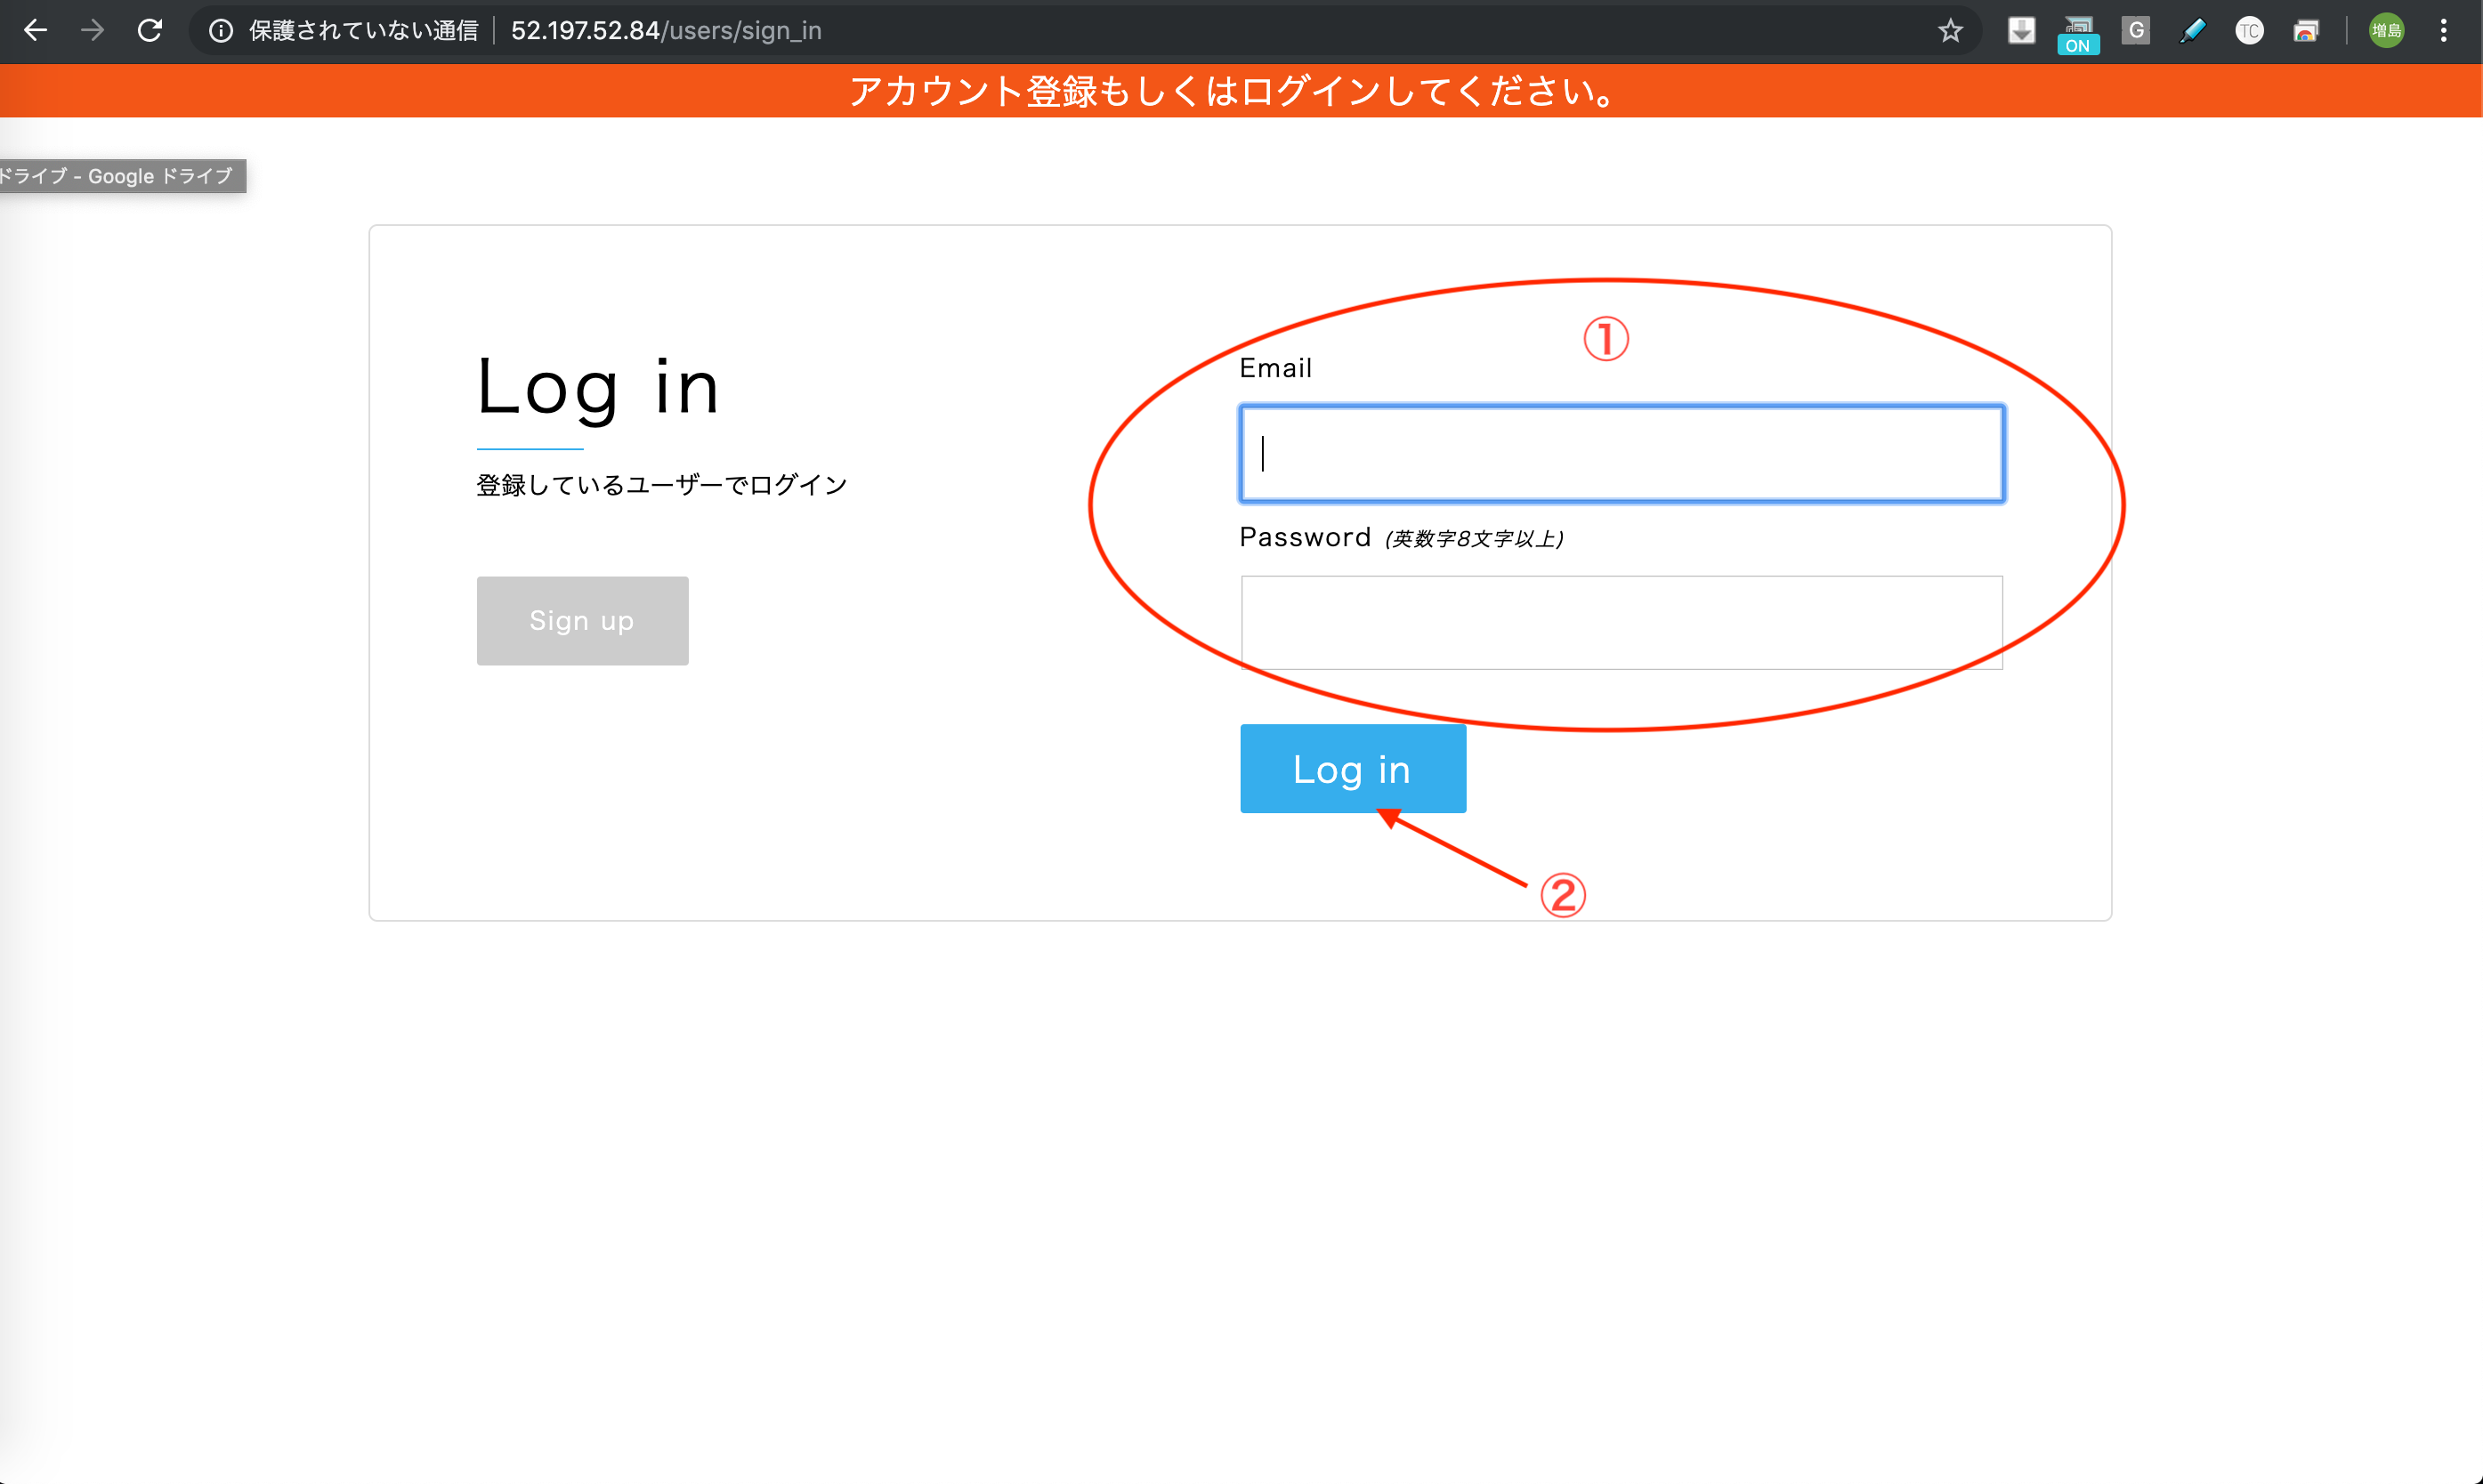 保護されていない通信 52.197.52.84/users/sign_in
ON
G
TC
増島
アカウント登録もしくはログインしてください。
ドライブ - Google ドライブ
①
Log in
Email
登録しているユーザーでログイン
Password (英数字8文字以上)
Sign up
Log in
②